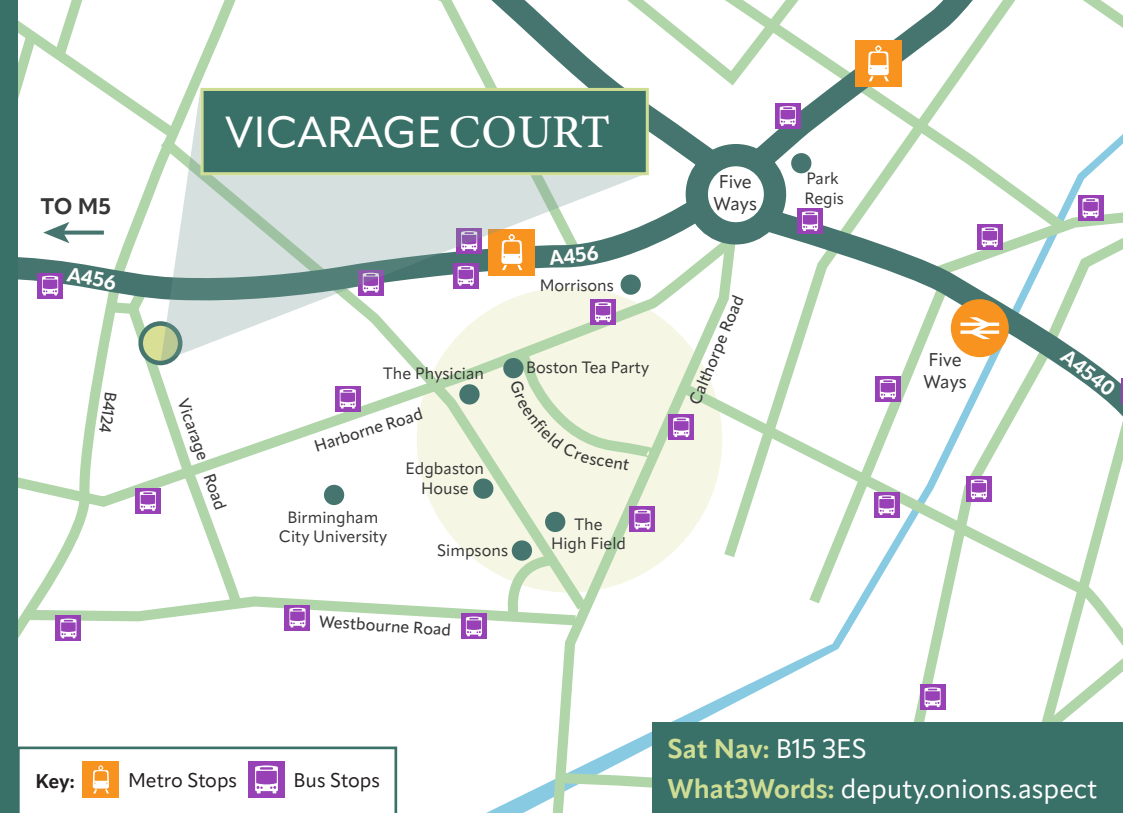 VICARAGE COURT
Five
Ways
Park
Regis
TO M5
A456
A456
Morrisons
Boston Tea Party
The Physician
Calthorpe Road
Five
Ways
A4540
B4124
Vicarage Road
Harborne Road
Greenfield Crescent
Edgbaston
House
Birmingham
City University
The
High Field
Simpsons
Westbourne Road
Key: Metro Stops Bus Stops
Sat Nav: B15 3ES
What3Words: deputy.onions.aspect